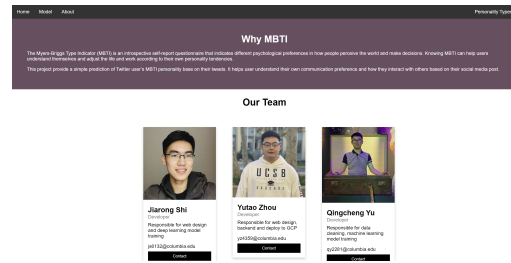 Home Model About Personality Types
Why MBTI
The Myers-Briggs Type Indicator (MBTI) is an introspective self-report questionnaire that indicates different psychological preferences in how people perceive the world and make decisions. Knowing MBTI can help users
understand themselves and adjust the life and work according to their own personality tendencies.
This project provide a simple prediction of Twitter user's MBTI personality base on their tweets. It helps user understand their own communication preference and how they interact with others based on their social media post.
Our Team
UCSB
Jiarong Shi
Developer
Responsible for web design
and deep learning model
training
js6132@columbia.edu
Contact
Yutao Zhou
Developer
Responsible for web design,
backend and deploy to GCP
yz4359@columbia.edu
Contact
Qingcheng Yu
Developer
Responsible for data
cleaning, machine learning
model training
qy2281@columbia.edu
Contact